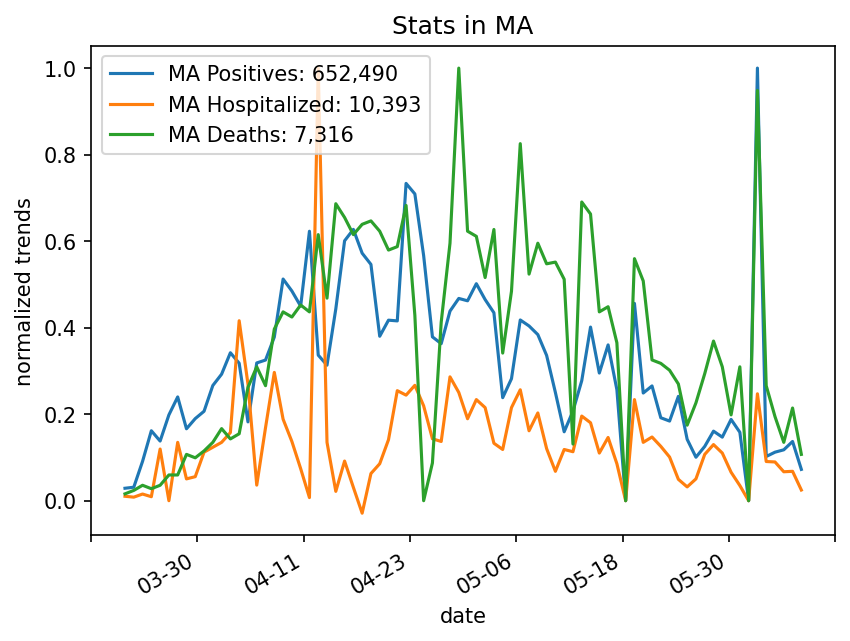 Stats in MA
MA Positives: 652,490
MA Hospitalized: 10,393
MA Deaths: 7,316
normalized trends
1.0
0.8
0.6
0.4
0.2
0.0
03-30
04-11
04-23
05-06
05-18
05-30
date